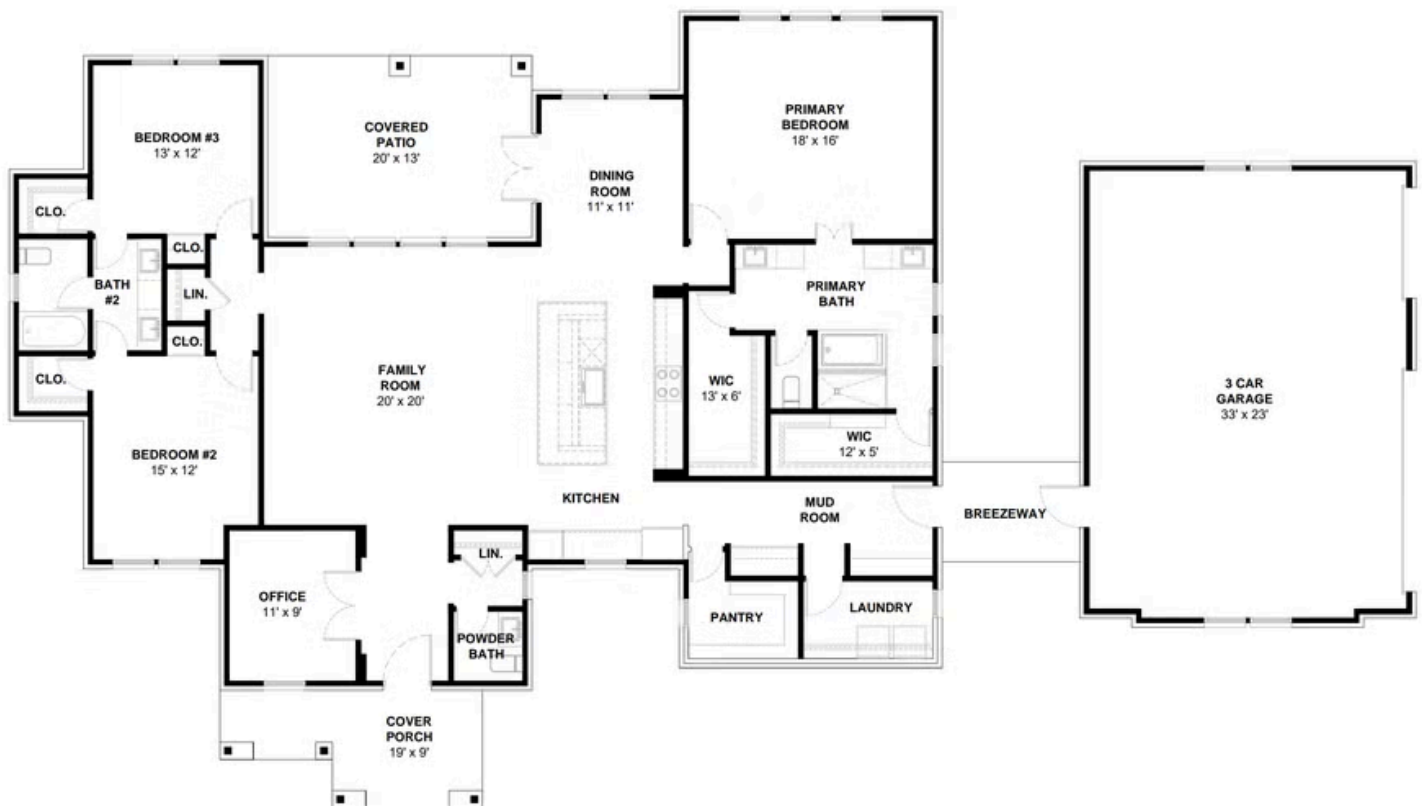 PRIMARY
BEDROOM
18' x 16'
BEDROOM #3
13' x 12'
COVERED
PATIO
20' x 13'
DINING
ROOM
11' x 11'
CLO.
CLO.
BATH
#2
LIN.
CLO.
CLO.
PRIMARY
BATH
FAMILY
ROOM
20' x 20'
WIC
13' x 6'
3 CAR
GARAGE
33' x 23'
WIC
12' x 5'
BEDROOM #2
15' x 12'
KITCHEN
MUD
ROOM
BREEZEWAY
LIN.
OFFICE
11' x 9'
PANTRY
LAUNDRY
POWDER
BATH
COVER
PORCH
19' x 9'